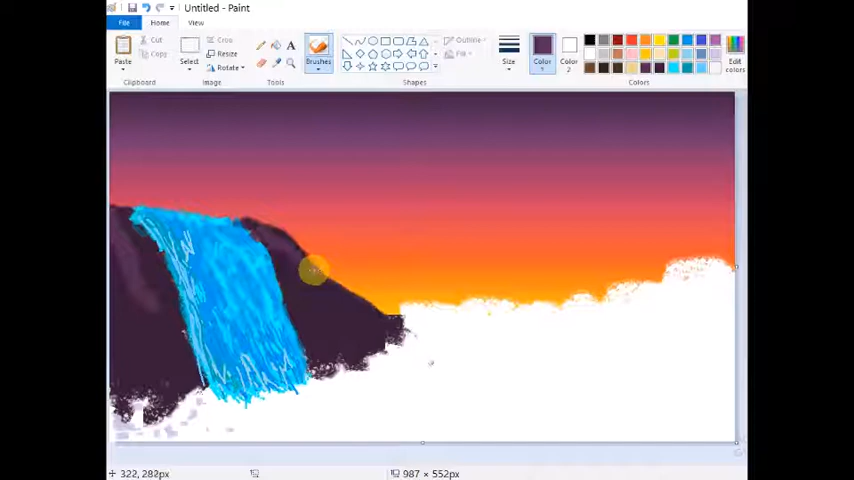 Untitled - Paint
File Home View
Paste
Cut
Copy
Clipboard
Select
Crop
Resize
Rotate
Image
A
Tools
Brushes
Outline
Fill
Shapes
Size
Color 1
Color 2
Edit colors
Colors
322, 282px
987 × 552px